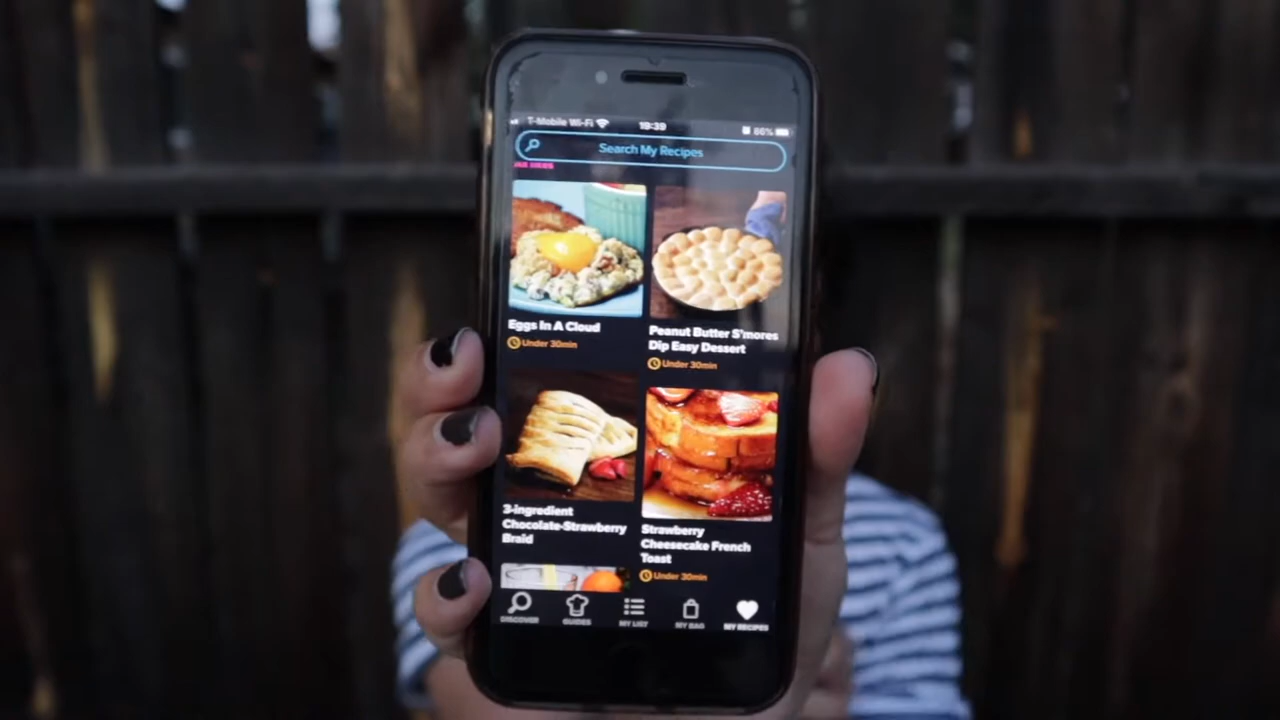 T-Mobile Wi-Fi 19:39 86%
Search My Recipes
Eggs In A Cloud
Under 30min
Peanut Butter S'mores
Dip Easy Dessert
Under 30min
3-ingredient
Chocolate-Strawberry
Braid
Strawberry
Cheesecake French
Toast
Under 30min
DISCOVER GUIDES MY LIST MY BAG MY RECIPES